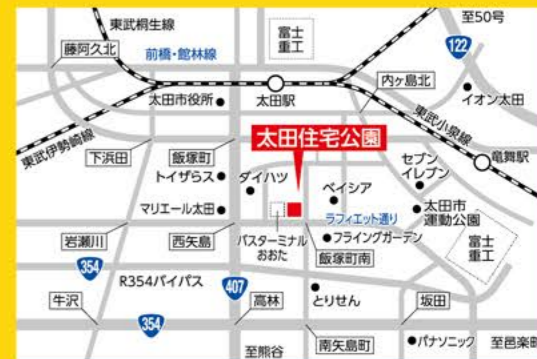 東武桐生線
至50号
富士
重工
122
藤阿久北
前橋・館林線
内ヶ島北
イオン太田
太田市役所
太田駅
東武小泉線
東武伊勢崎線
太田住宅公園
竜舞駅
下浜田
飯塚町
セブン
イレブン
トイザらス
ダイハツ
ベイシア
マリエール太田
ラフィエット通り
太田市
運動公園
岩瀬川
西矢島
バスターミナル
おおた
フライングガーデン
飯塚町南
富士
重工
354
R354バイパス
407
とりせん
牛沢
354
高林
坂田
至熊谷
南矢島町
パナソニック
至邑楽町